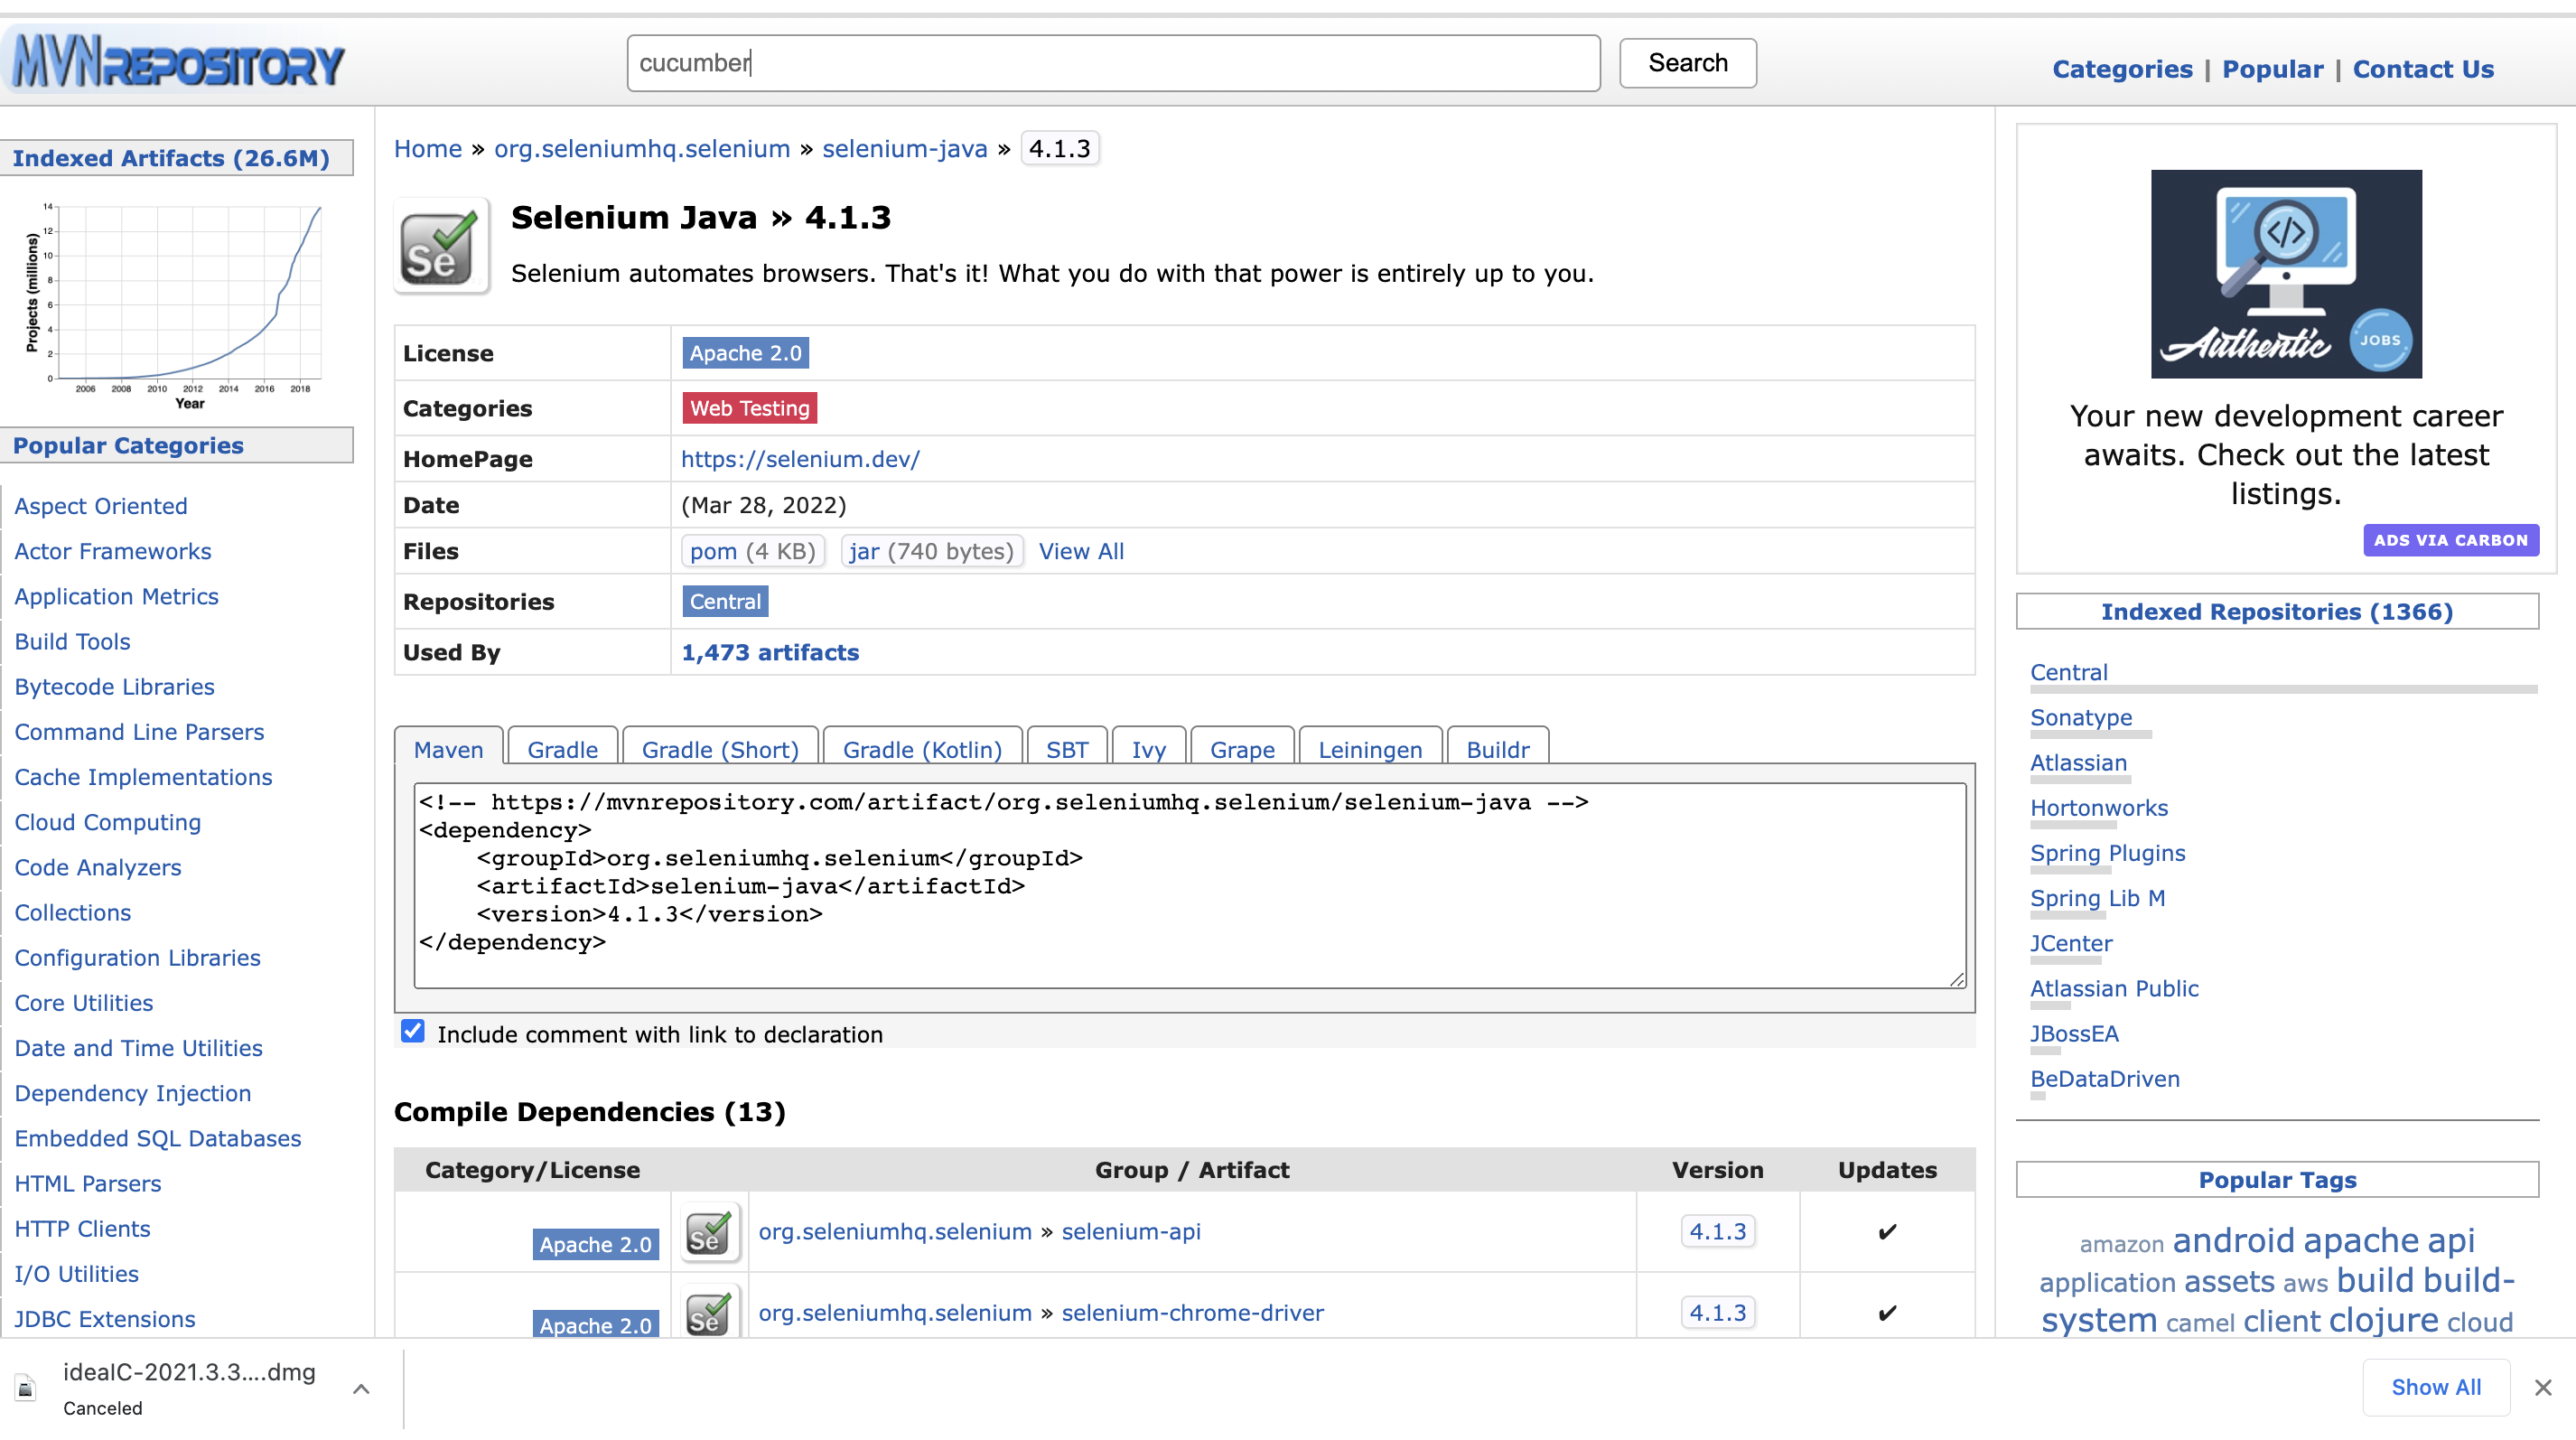 MVNREPOSITORY
cucumber
Search
Categories | Popular | Contact Us
Indexed Artifacts (26.6M)
14
12
10
8
6
4
2
0
Projects (millions)
2006 2008 2010 2012 2014 2016 2018
Year
Popular Categories
Aspect Oriented
Actor Frameworks
Application Metrics
Build Tools
Bytecode Libraries
Command Line Parsers
Cache Implementations
Cloud Computing
Code Analyzers
Collections
Configuration Libraries
Core Utilities
Date and Time Utilities
Dependency Injection
Embedded SQL Databases
HTML Parsers
HTTP Clients
I/O Utilities
JDBC Extensions
Home » org.seleniumhq.selenium » selenium-java » 4.1.3
Se
Selenium Java » 4.1.3
Selenium automates browsers. That's it! What you do with that power is entirely up to you.
License Apache 2.0
Categories Web Testing
HomePage https://selenium.dev/
Date (Mar 28, 2022)
Files pom (4 KB) jar (740 bytes) View All
Repositories Central
Used By 1,473 artifacts
Maven Gradle Gradle (Short) Gradle (Kotlin) SBT Ivy Grape Leiningen Buildr
<!-- https://mvnrepository.com/artifact/org.seleniumhq.selenium/selenium-java -->
<dependency>
    <groupId>org.seleniumhq.selenium</groupId>
    <artifactId>selenium-java</artifactId>
    <version>4.1.3</version>
</dependency>
Include comment with link to declaration
Compile Dependencies (13)
Category/License Group / Artifact Version Updates
Apache 2.0 Se org.seleniumhq.selenium » selenium-api 4.1.3 ✔
Apache 2.0 Se org.seleniumhq.selenium » selenium-chrome-driver 4.1.3 ✔
</> 
Authentic JOBS
Your new development career
awaits. Check out the latest
listings.
ADS VIA CARBON
Indexed Repositories (1366)
Central
Sonatype
Atlassian
Hortonworks
Spring Plugins
Spring Lib M
JCenter
Atlassian Public
JBossEA
BeDataDriven
Popular Tags
amazon android apache api
application assets aws build build-
system camel client clojure cloud
ideaIC-2021.3.3....dmg
Canceled
Show All